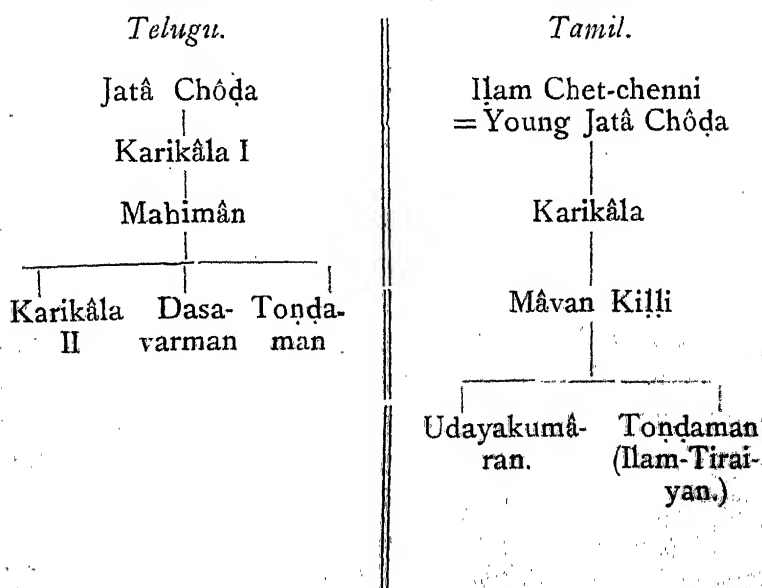 Telugu.
Jatâ Chôḍa
Karikâla I
Mahimân
Karikâla Dasa- Toṇḍa-
II varman man
Tamil.
Iḷam Chet-chenni
= Young Jatâ Chôḍa
Karikâla
Mâvan Kiḷḷi
Udayakumâ- Toṇḍaman
ran. (Ilam-Tirai-
yan.)